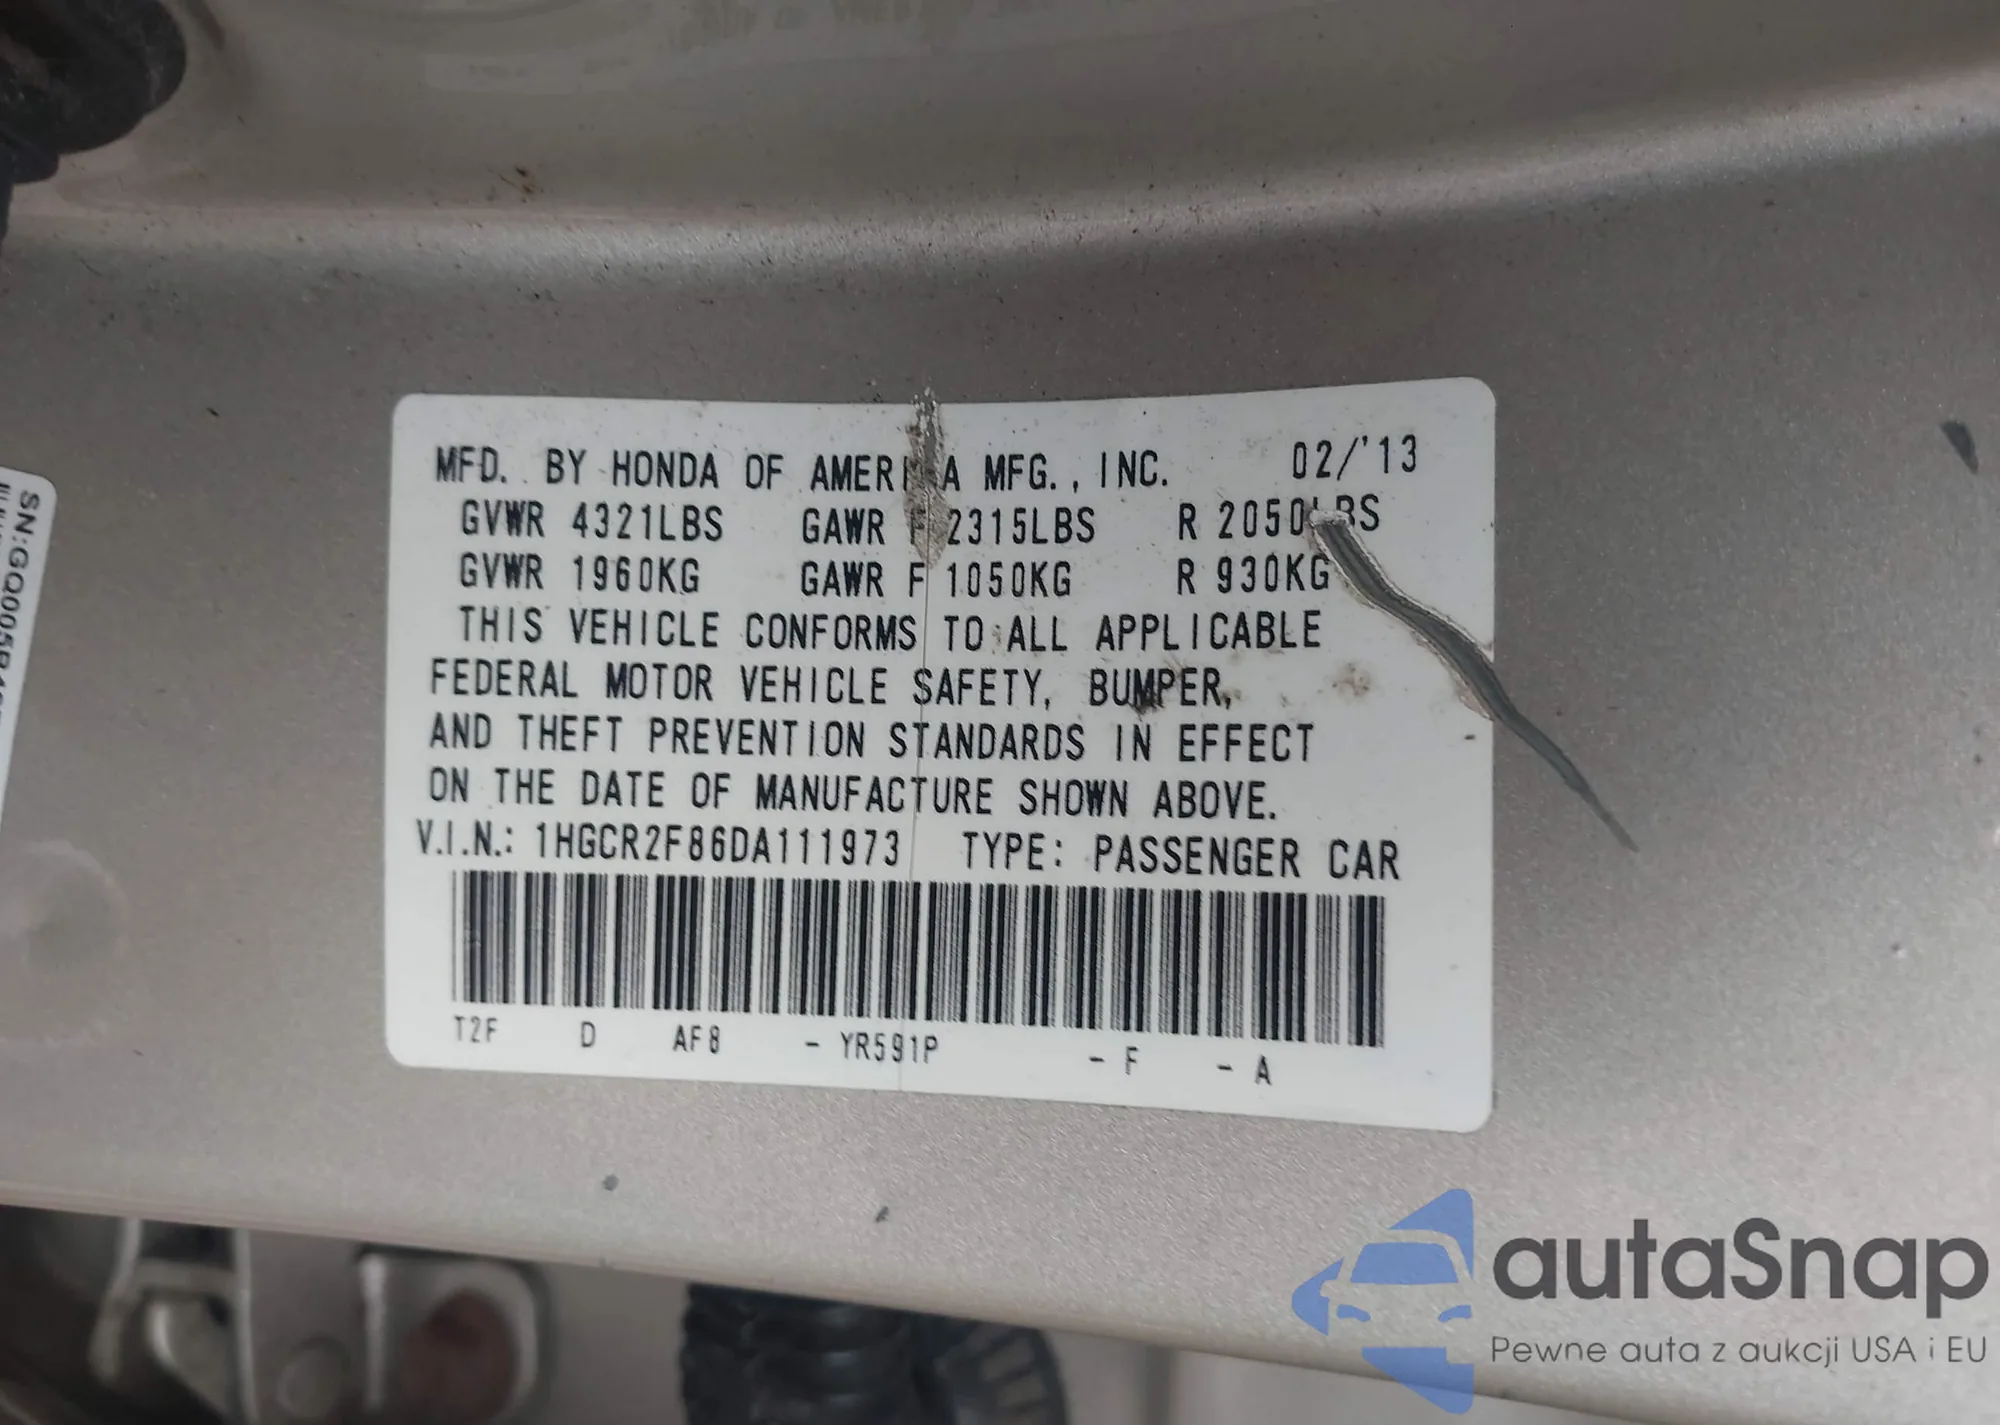 MFD. BY HONDA OF AMERICA MFG., INC. 02/'13
GVWR 4321LBS GAWR F 2315LBS R 2050LBS
GVWR 1960KG GAWR F 1050KG R 930KG
THIS VEHICLE CONFORMS TO ALL APPLICABLE
FEDERAL MOTOR VEHICLE SAFETY, BUMPER,
AND THEFT PREVENTION STANDARDS IN EFFECT
ON THE DATE OF MANUFACTURE SHOWN ABOVE.
V.I.N.: 1HGCR2F86DA111973 TYPE: PASSENGER CAR
T2F D AF8 - YR591P - F - A
autaSnap
Pewne auta z aukcji USA i EU